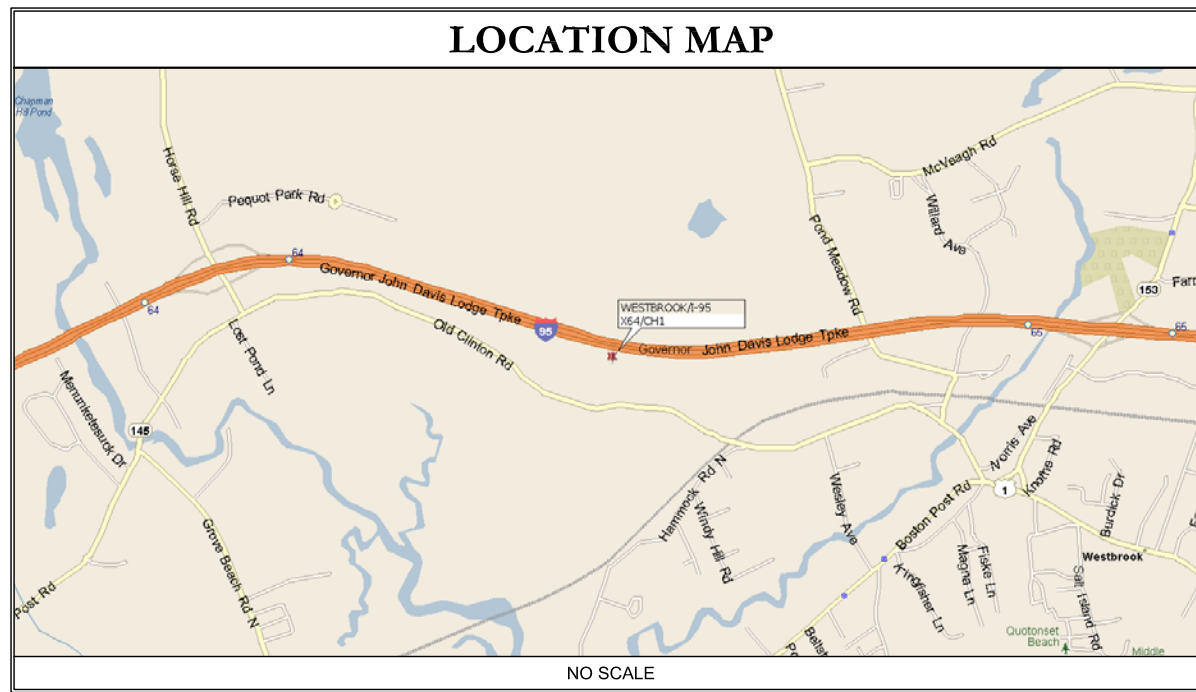 LOCATION MAP
Chapman
Hill Pond
Horse Hill Rd
Pequot Park Rd
McVeagh Rd
Willard Ave
Pond Meadow Rd
64
64
Governor John Davis Lodge Tpke
95
WESTBROOK/I-95
X64/CH1
Governor John Davis Lodge Tpke
153
65
65
Lost Pond Ln
Old Clinton Rd
Menunketesuck Dr
145
Grove Beach Rd N
Post Rd
Hammock Rd N
Windy Hill Rd
Wesley Ave
Boston Post Rd
Morris Ave
Knothe Rd
1
Burdick Dr
Westbrook
Kingfisher Ln
Magna Ln
Fiske Ln
Salt Island Rd
Quotonset
Beach
Middle
NO SCALE